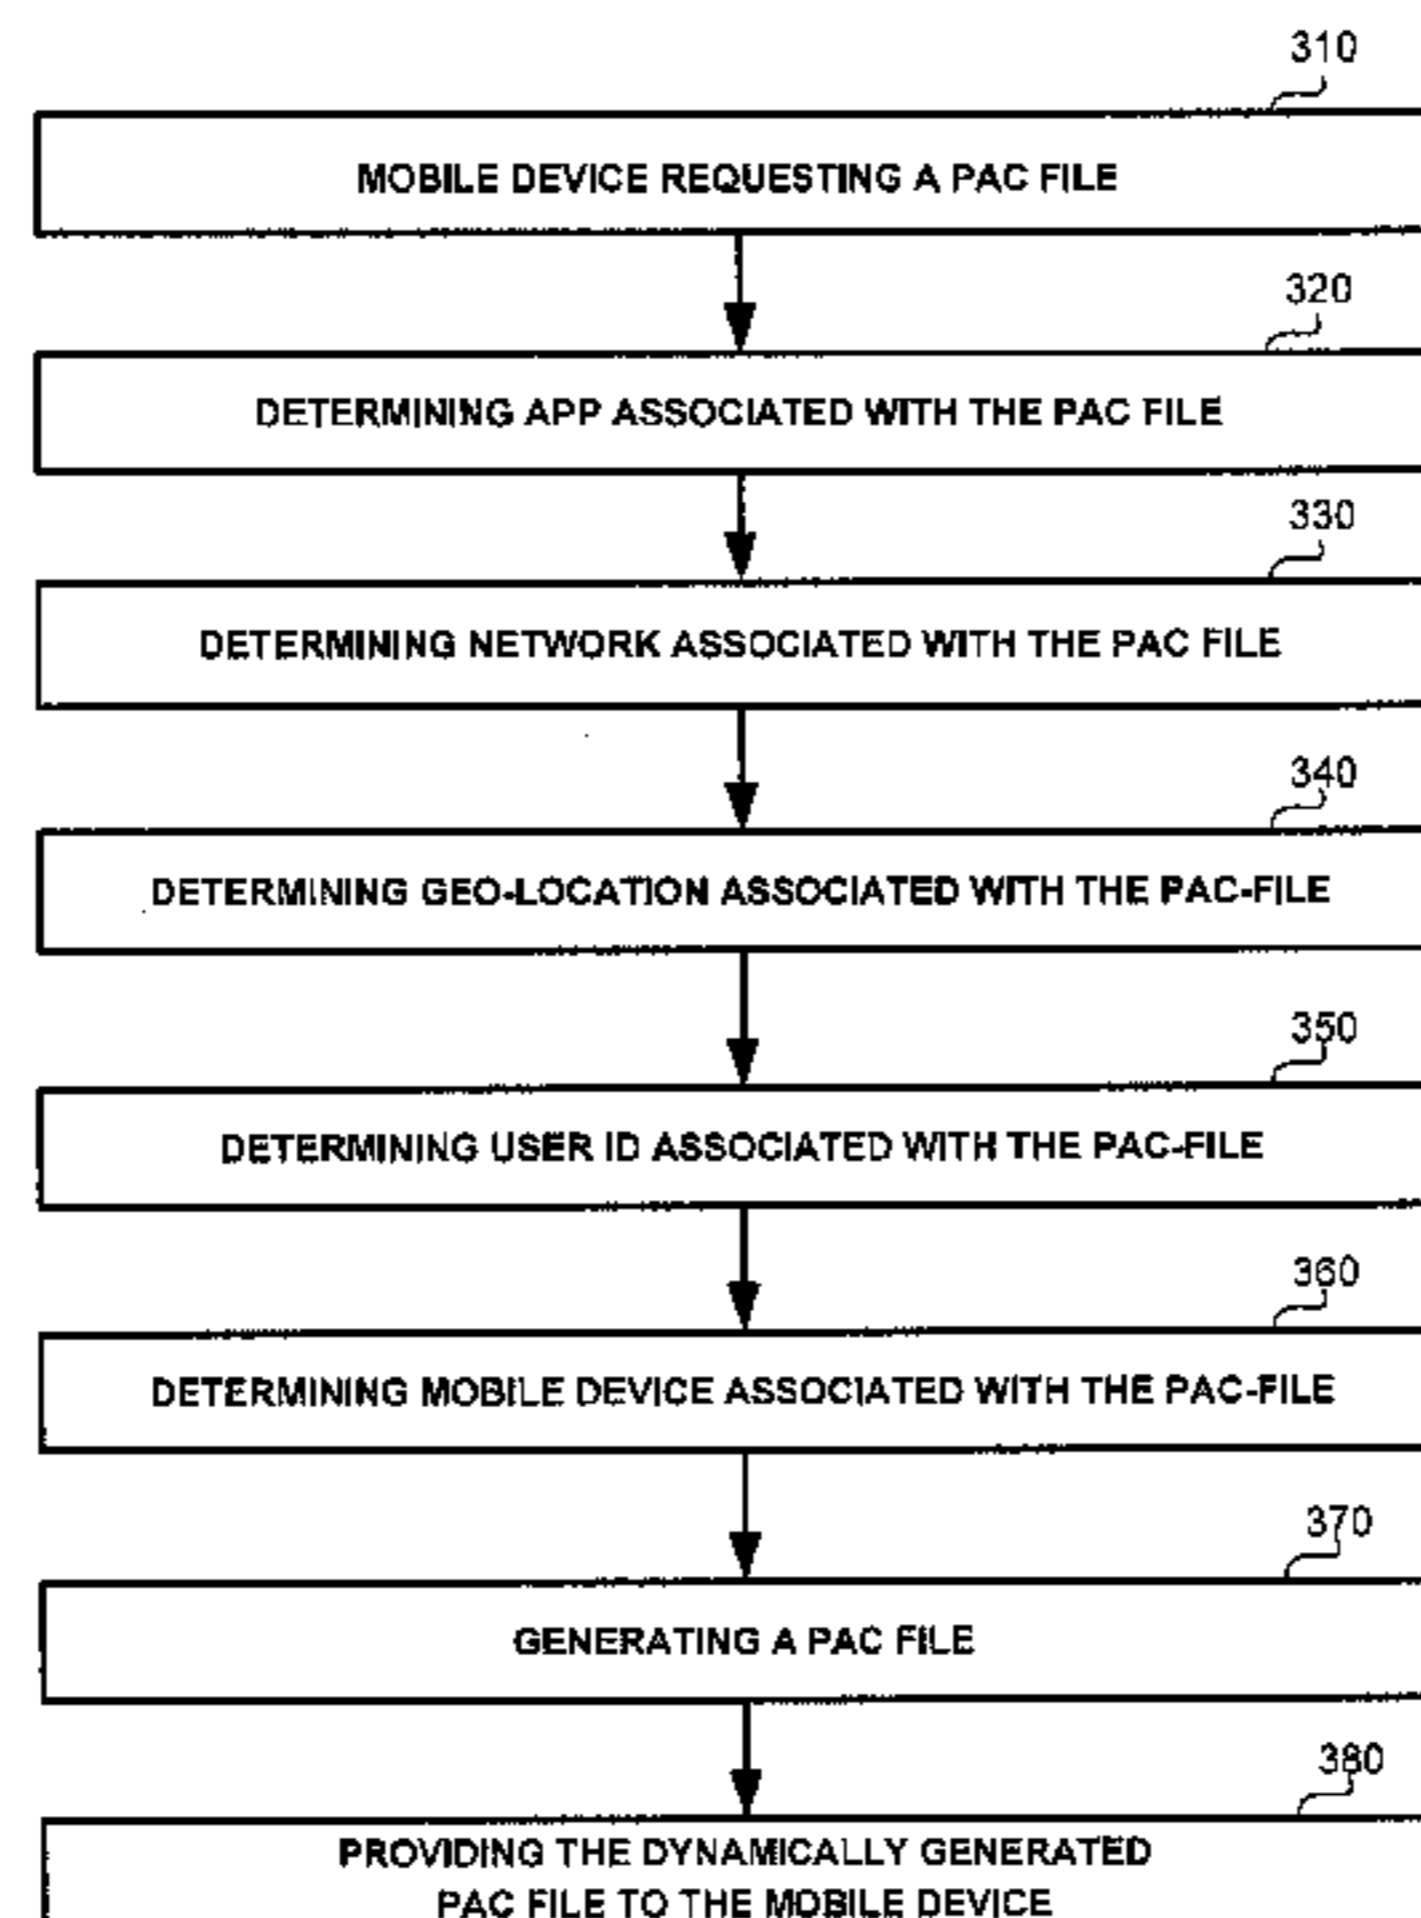 310
MOBILE DEVICE REQUESTING A PAC FILE
320
DETERMINING APP ASSOCIATED WITH THE PAC FILE
330
DETERMINING NETWORK ASSOCIATED WITH THE PAC FILE
340
DETERMINING GEO-LOCATION ASSOCIATED WITH THE PAC-FILE
350
DETERMINING USER ID ASSOCIATED WITH THE PAC-FILE
360
DETERMINING MOBILE DEVICE ASSOCIATED WITH THE PAC-FILE
370
GENERATING A PAC FILE
380
PROVIDING THE DYNAMICALLY GENERATED
PAC FILE TO THE MOBILE DEVICE